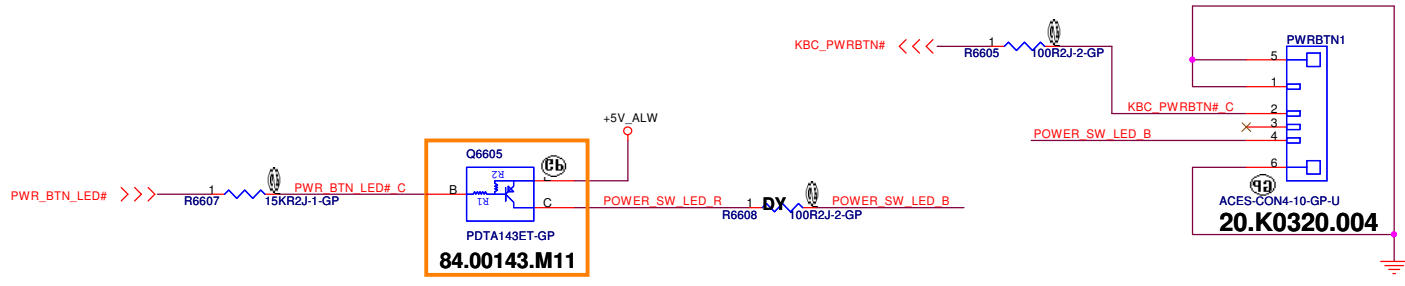 KBC_PWRBTN#
1
R6605
100R2J-2-GP
PWRBTN1
5
1
KBC_PWRBTN#_C
2
3
POWER_SW_LED_B
4
6
ACES-CON4-10-GP-U
20.K0320.004
+5V_ALW
Q6605
R2
R1
B
C
PDTA143ET-GP
84.00143.M11
PWR_BTN_LED#
1
R6607
15KR2J-1-GP
PWR_BTN_LED#_C
POWER_SW_LED_R
1
R6608
DY
100R2J-2-GP
POWER_SW_LED_B